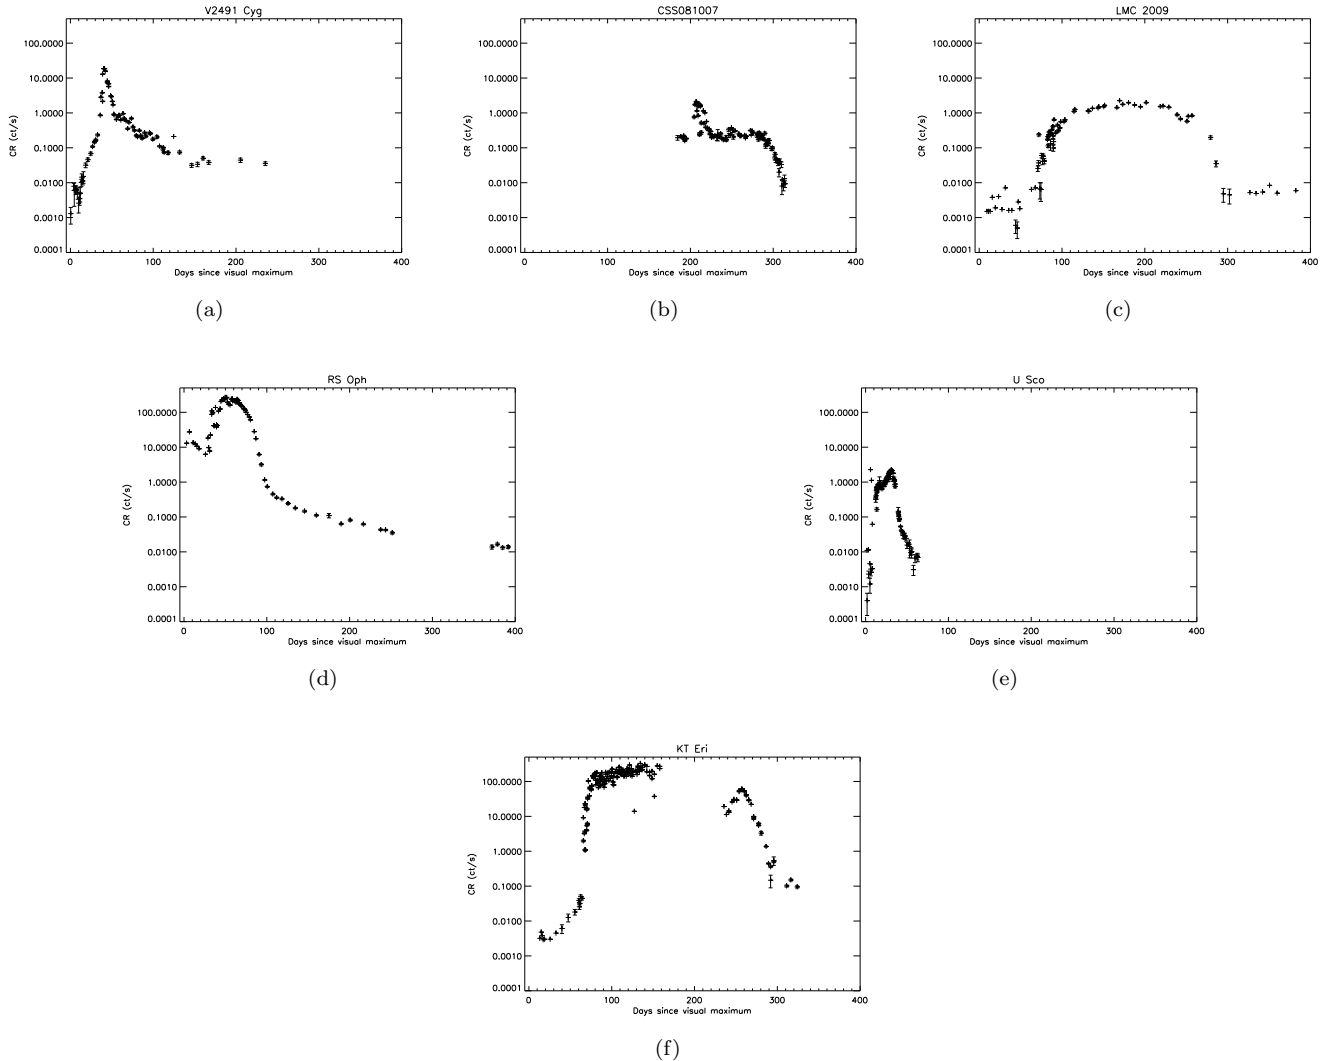 V2491 Cyg
CR (ct/s)
100.0000
10.0000
1.0000
0.1000
0.0100
0.0010
0.0001
0 100 200 300 400
Days since visual maximum
(a)
CSS081007
CR (ct/s)
100.0000
10.0000
1.0000
0.1000
0.0100
0.0010
0.0001
0 100 200 300 400
Days since visual maximum
(b)
LMC 2009
CR (ct/s)
100.0000
10.0000
1.0000
0.1000
0.0100
0.0010
0.0001
0 100 200 300 400
Days since visual maximum
(c)
RS Oph
CR (ct/s)
100.0000
10.0000
1.0000
0.1000
0.0100
0.0010
0.0001
0 100 200 300 400
Days since visual maximum
(d)
U Sco
CR (ct/s)
100.0000
10.0000
1.0000
0.1000
0.0100
0.0010
0.0001
0 100 200 300 400
Days since visual maximum
(e)
KT Eri
CR (ct/s)
100.0000
10.0000
1.0000
0.1000
0.0100
0.0010
0.0001
0 100 200 300 400
Days since visual maximum
(f)